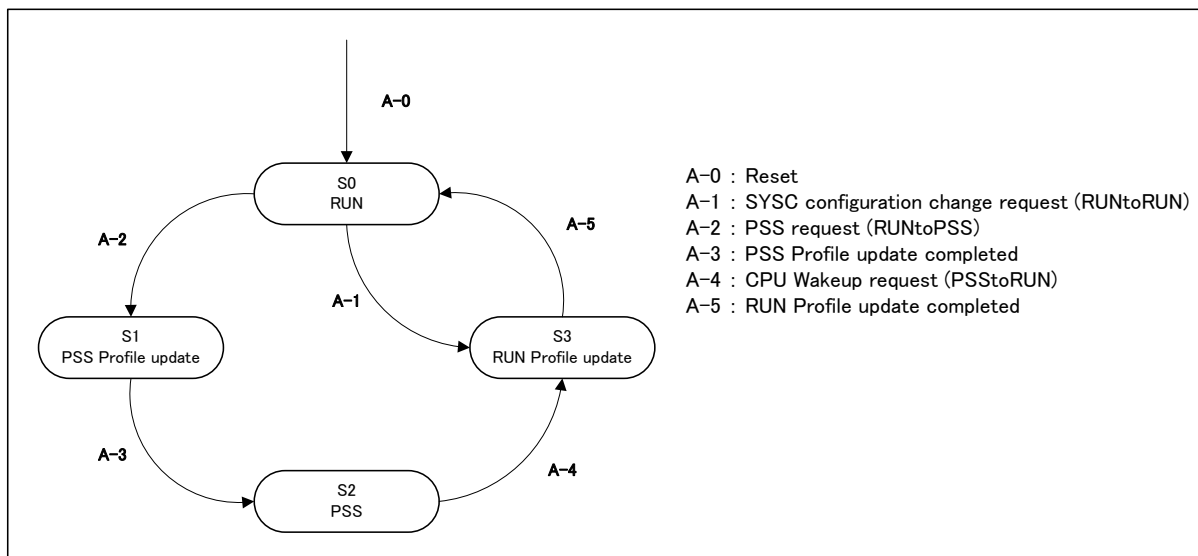 A-0
S0
RUN
A-2
A-5
A-1
S1
PSS Profile update
S3
RUN Profile update
A-3
A-4
S2
PSS
A-0 : Reset
A-1 : SYSC configuration change request (RUNtoRUN)
A-2 : PSS request (RUNtoPSS)
A-3 : PSS Profile update completed
A-4 : CPU Wakeup request (PSStoRUN)
A-5 : RUN Profile update completed